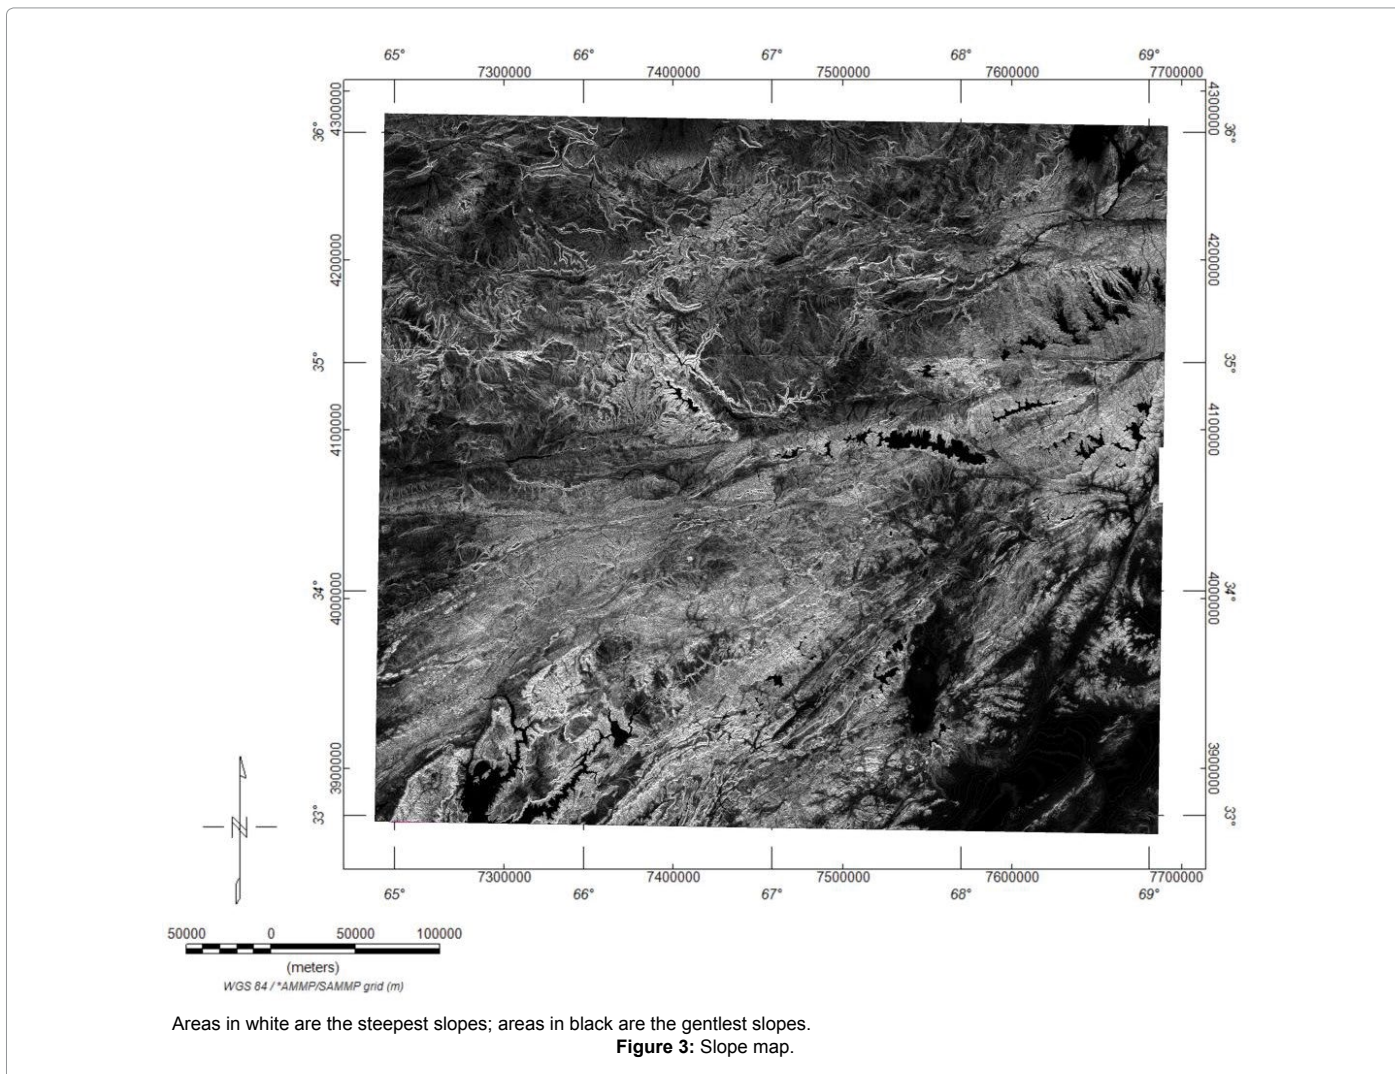 65° 66° 67° 68° 69°
7300000 7400000 7500000 7600000 7700000
4300000 4300000
36° 36°
4200000 4200000
35° 35°
4100000 4100000
34° 34°
4000000 4000000
3900000 3900000
33° 33°
7300000 7400000 7500000 7600000 7700000
65° 66° 67° 68° 69°
N
50000 0 50000 100000
(meters)
WGS 84 / *AMMP/SAMMP grid (m)
Areas in white are the steepest slopes; areas in black are the gentlest slopes.
Figure 3: Slope map.